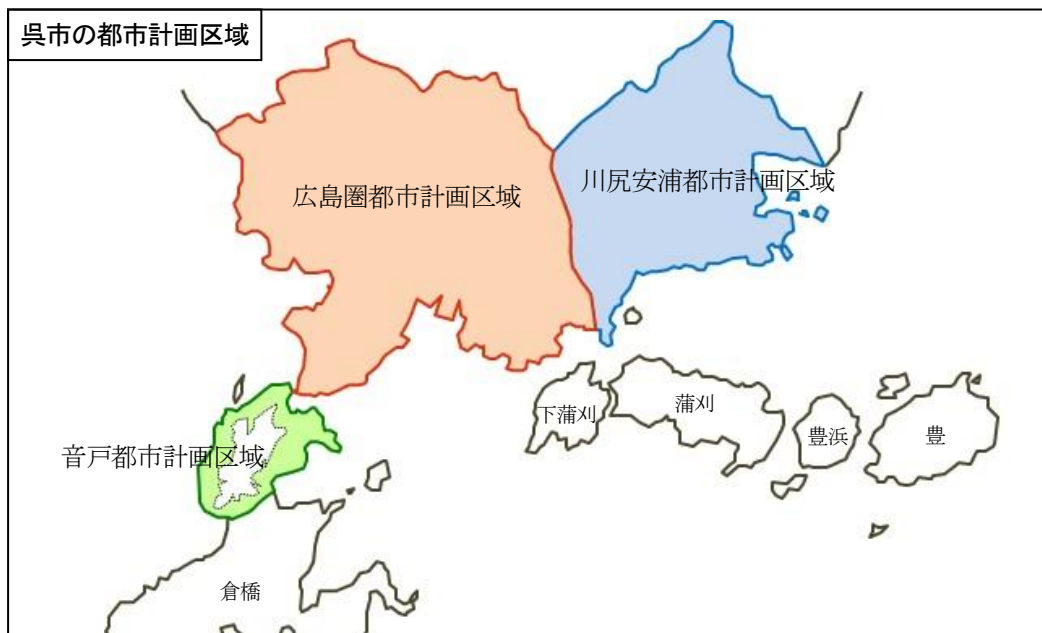 呉市の都市計画区域
広島圏都市計画区域
川尻安浦都市計画区域
下蒲刈
蒲刈
豊浜
豊
音戸都市計画区域
倉橋